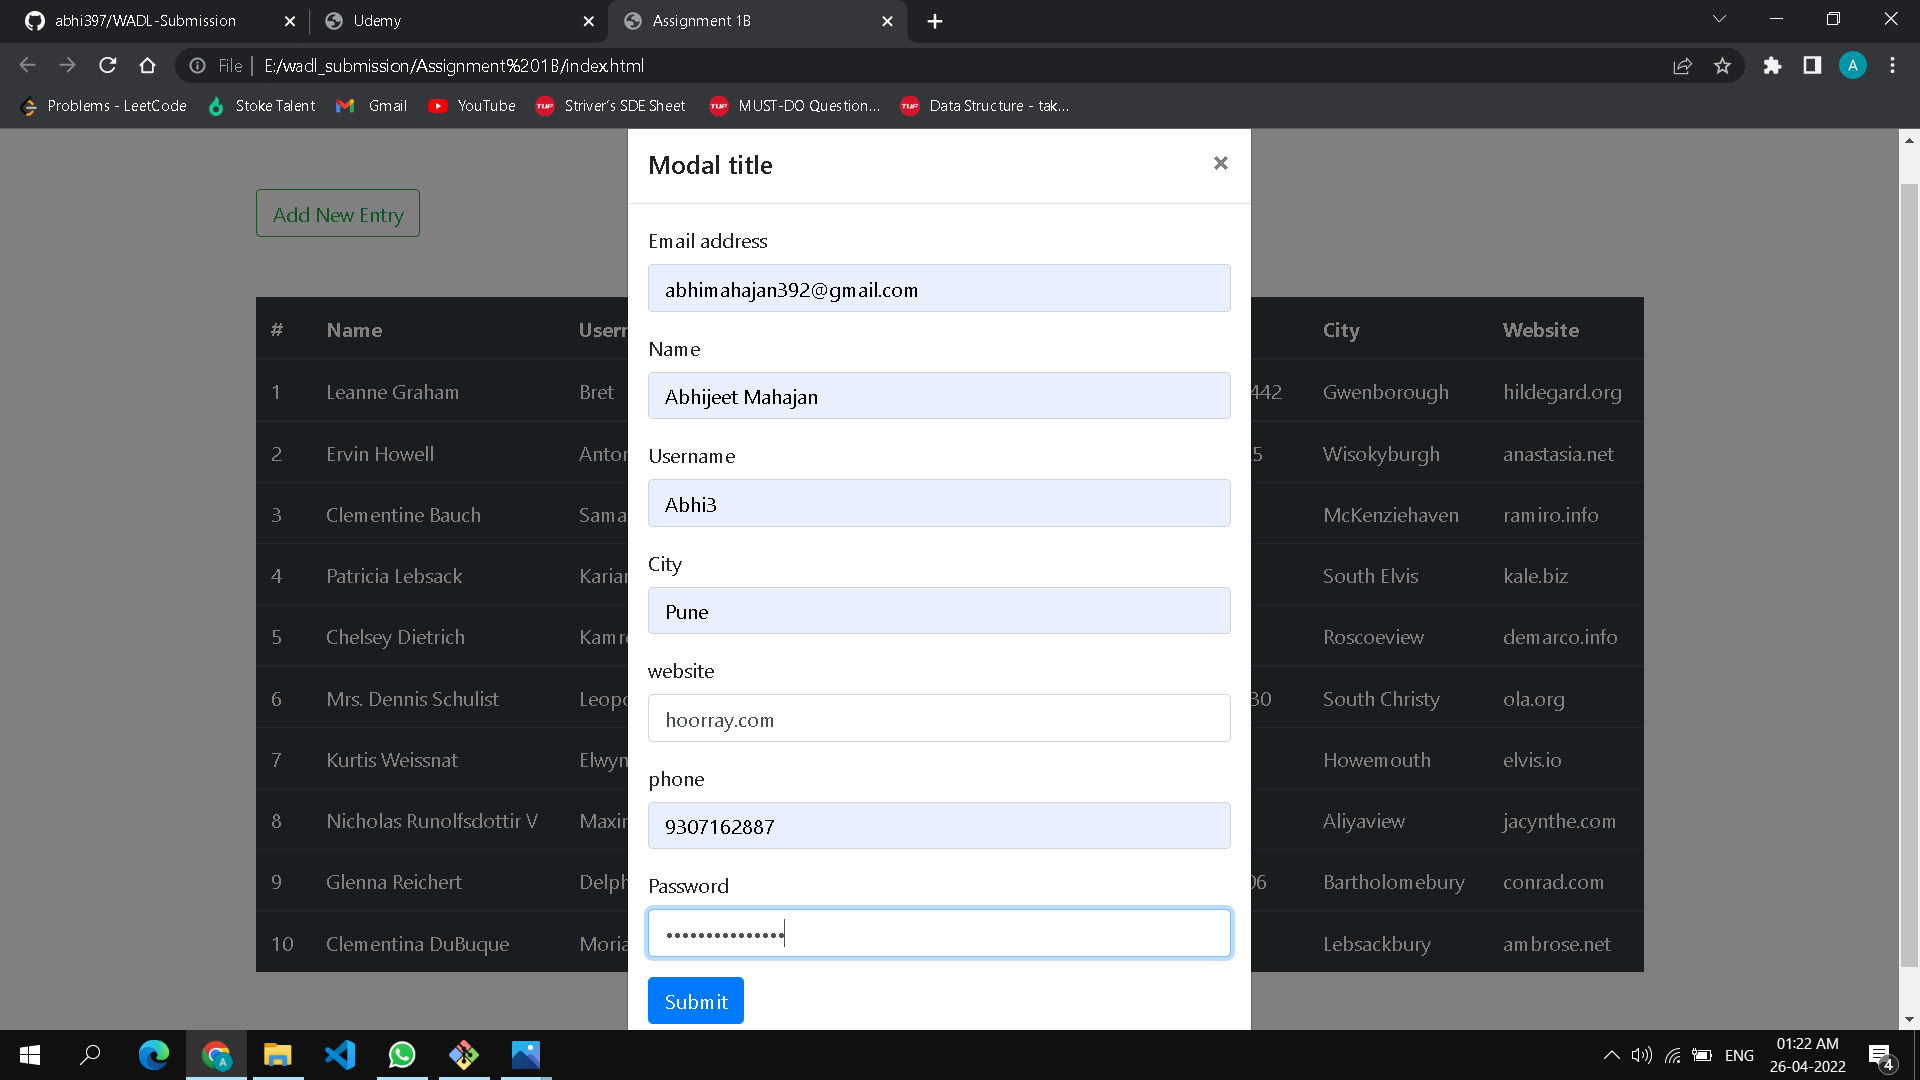 abhi397/WADL-Submission
Udemy
Assignment 1B
File
E:/wadl_submission/Assignment%201B/index.html
A
Problems - LeetCode
Stoke Talent
Gmail
YouTube
TUF
Striver's SDE Sheet
TUF
MUST-DO Question...
TUF
Data Structure - tak...
Modal title
×
Add New Entry
Email address
abhimahajan392@gmail.com
Name
Abhijeet Mahajan
Username
Abhi3
City
Pune
website
hoorray.com
phone
9307162887
Password
•••••••••••••••
Submit
# Name Usern City Website
1 Leanne Graham Bret 442 Gwenborough hildegard.org
2 Ervin Howell Anton Wisokyburgh anastasia.net
3 Clementine Bauch Sama McKenziehaven ramiro.info
4 Patricia Lebsack Karian South Elvis kale.biz
5 Chelsey Dietrich Kamre Roscoeview demarco.info
6 Mrs. Dennis Schulist Leopo 30 South Christy ola.org
7 Kurtis Weissnat Elwyn Howemouth elvis.io
8 Nicholas Runolfsdottir V Maxim Aliyaview jacynthe.com
9 Glenna Reichert Delph 06 Bartholomebury conrad.com
10 Clementina DuBuque Moria Lebsackbury ambrose.net
A
ENG
01:22 AM
26-04-2022
4